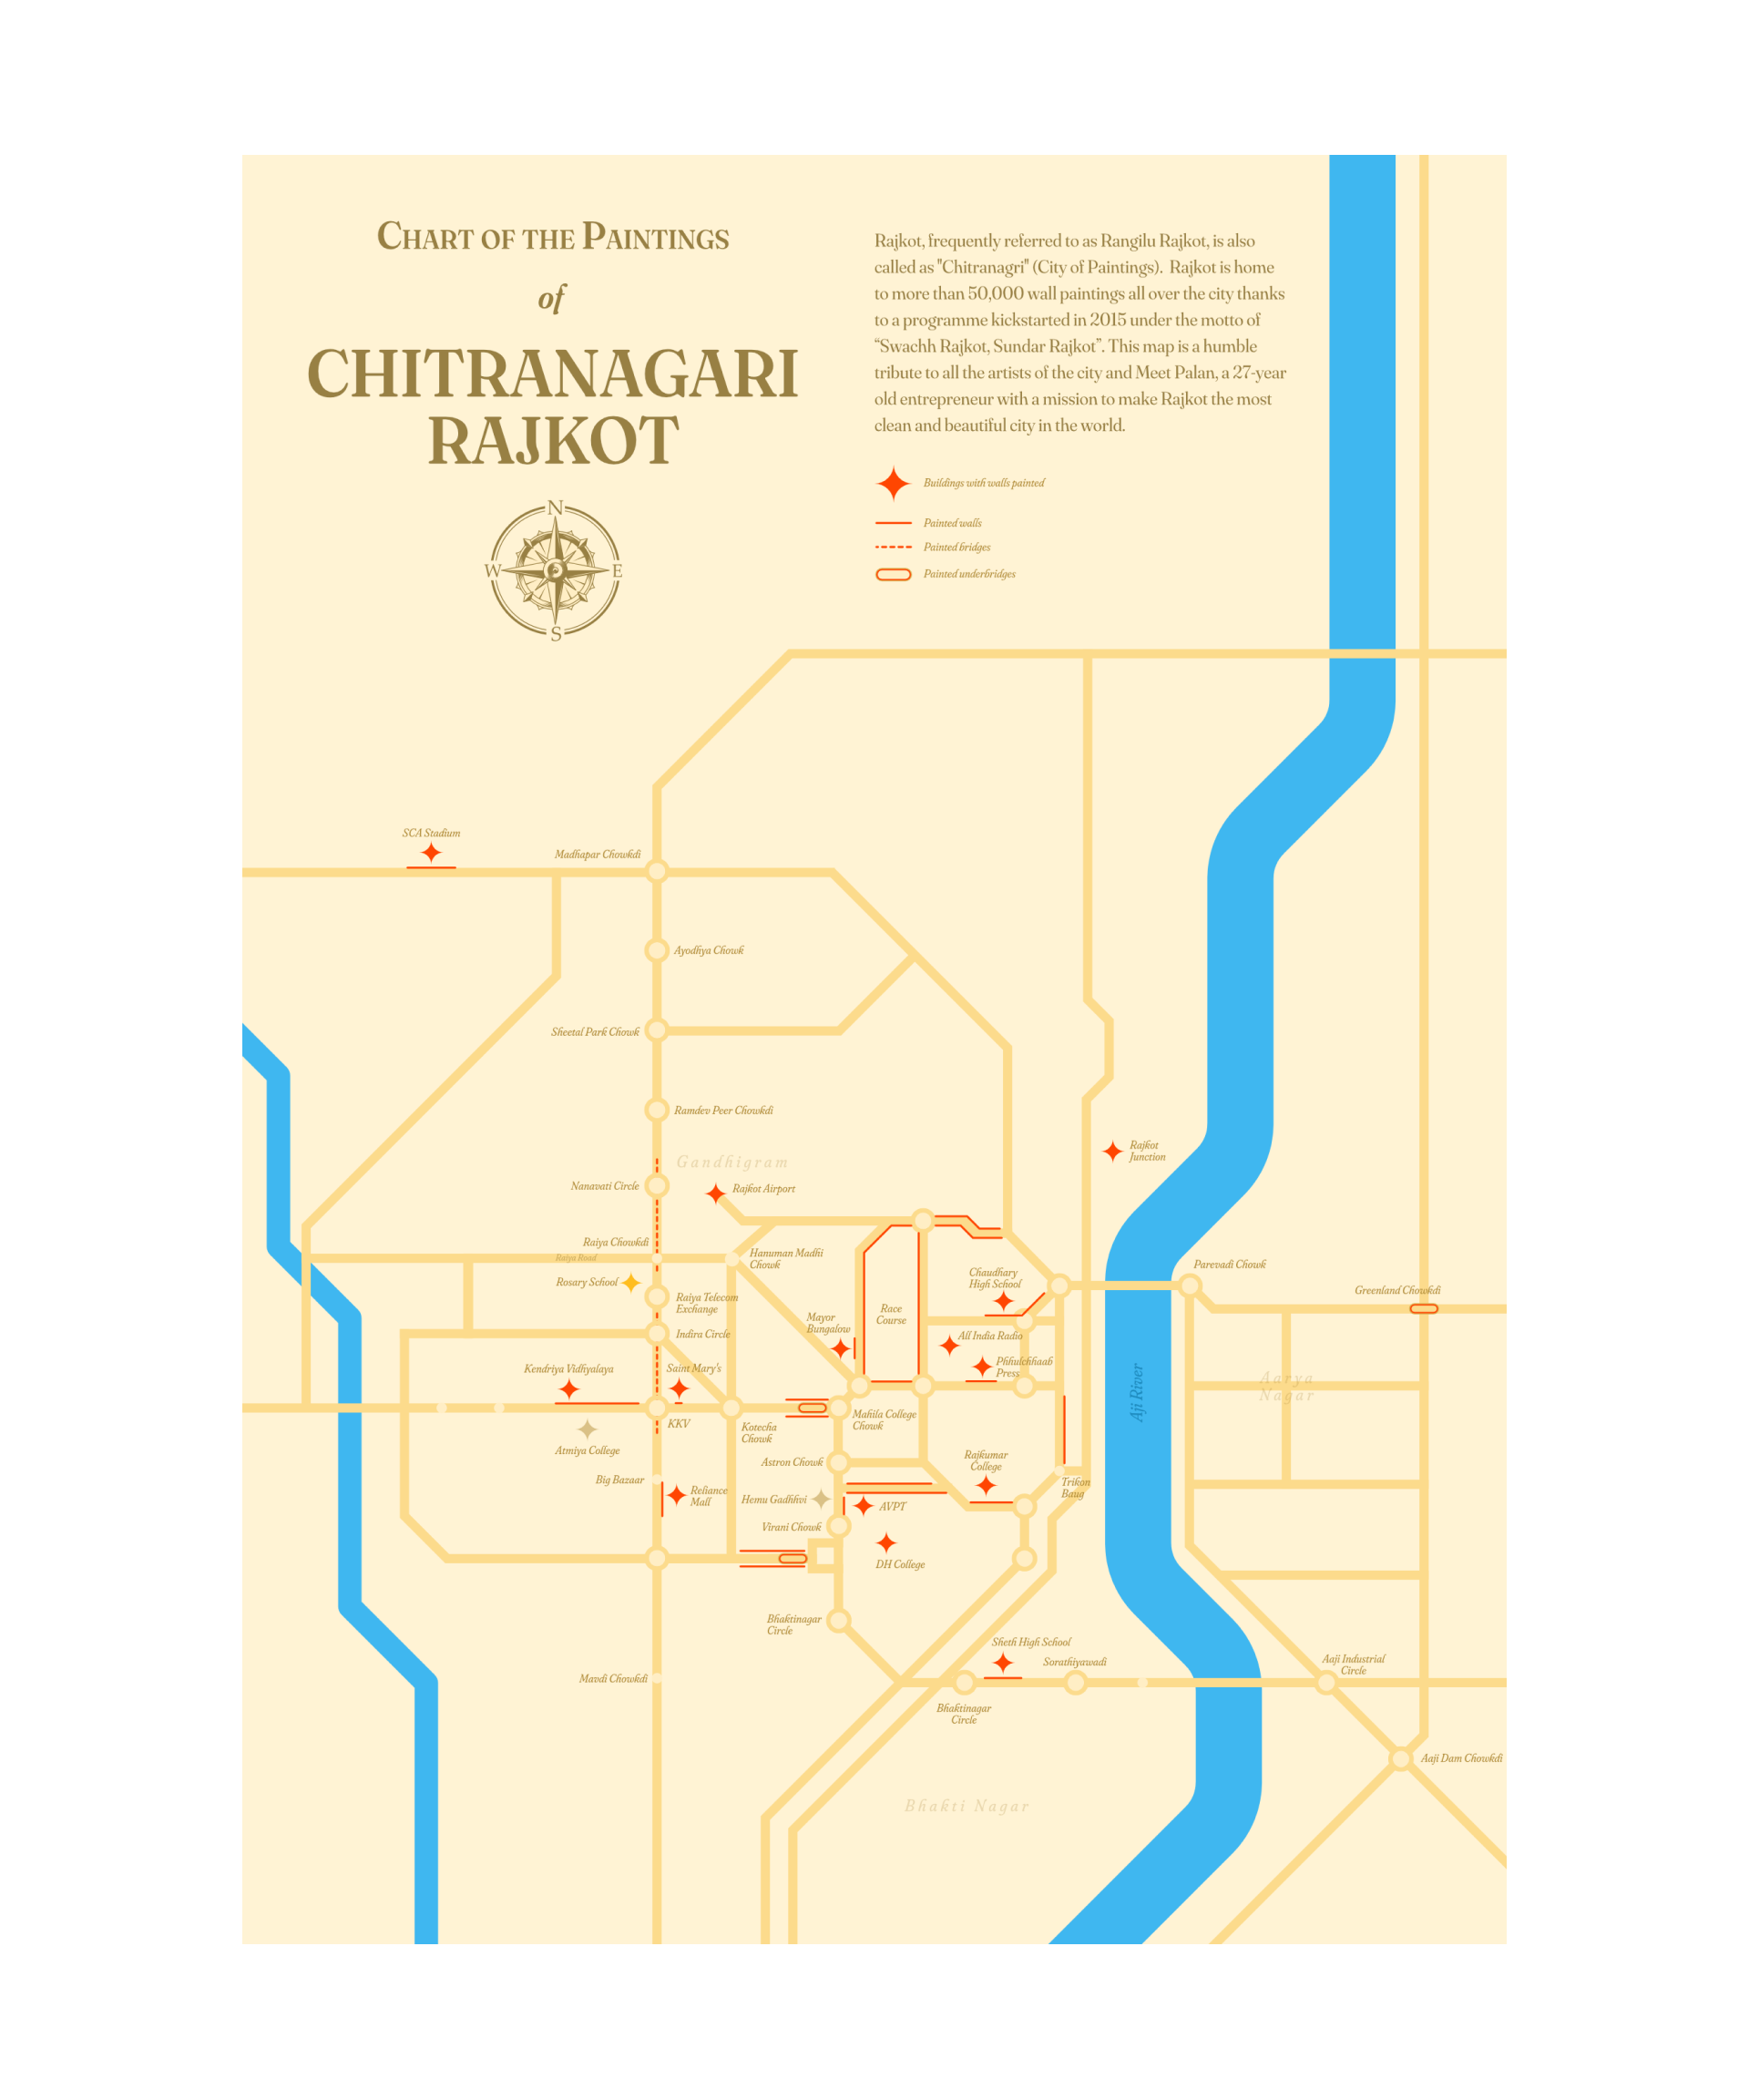 CHART OF THE PAINTINGS
of
CHITRANAGARI
RAJKOT
N
W
E
S
Rajkot, frequently referred to as Rangilu Rajkot, is also
called as "Chitranagri" (City of Paintings). Rajkot is home
to more than 50,000 wall paintings all over the city thanks
to a programme kickstarted in 2015 under the motto of
“Swachh Rajkot, Sundar Rajkot”. This map is a humble
tribute to all the artists of the city and Meet Palan, a 27-year
old entrepreneur with a mission to make Rajkot the most
clean and beautiful city in the world.
Buildings with walls painted
Painted walls
Painted bridges
Painted underbridges
SCA Stadium
Madhapar Chowkdi
Ayodhya Chowk
Sheetal Park Chowk
Ramdev Peer Chowkdi
Rajkot
Junction
Gandhigram
Nanavati Circle
Rajkot Airport
Raiya Chowkdi
Raiya Road
Hanuman Madhi
Chowk
Parevadi Chowk
Rosary School
Chaudhary
High School
Greenland Chowkdi
Raiya Telecom
Exchange
Race
Course
Mayor
Bungalow
Indira Circle
All India Radio
Kendriya Vidhyalaya
Saint Mary's
Phhulchhaab
Press
Aji River
Aarya
Nagar
KKV
Kotecha
Chowk
Mahila College
Chowk
Atmiya College
Astron Chowk
Rajkumar
College
Big Bazaar
Reliance
Mall
Hemu Gadhhvi
AVPT
Trikon
Baug
Virani Chowk
DH College
Bhaktinagar
Circle
Sheth High School
Sorathiyawadi
Aaji Industrial
Circle
Mavdi Chowkdi
Bhaktinagar
Circle
Aaji Dam Chowkdi
Bhakti Nagar